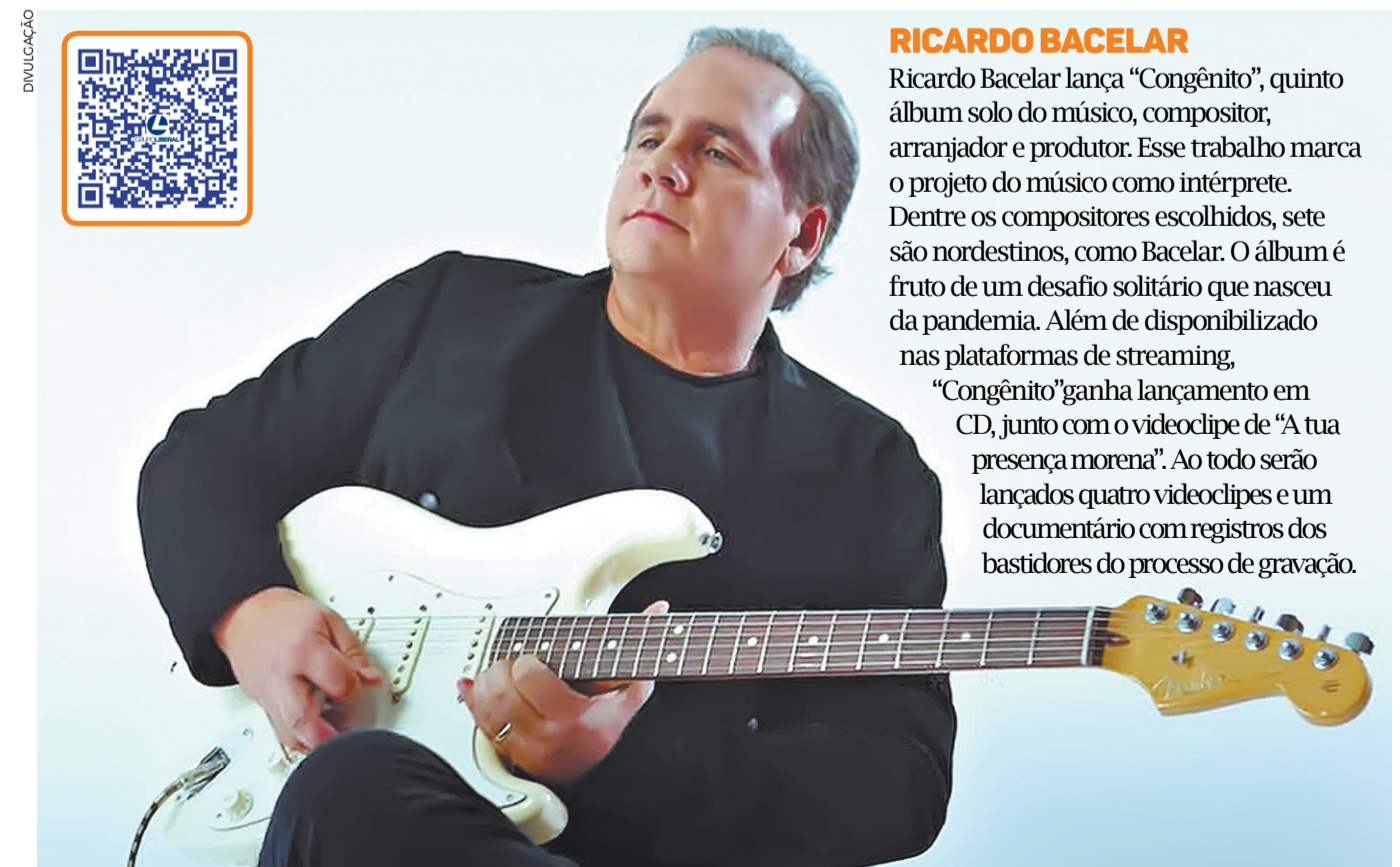 DIVULGAÇÃO
GRUPO LIBERAL
RICARDO BACELAR
Ricardo Bacelar lança “Congênito”, quinto
álbum solo do músico, compositor,
arranjador e produtor. Esse trabalho marca
o projeto do músico como intérprete.
Dentre os compositores escolhidos, sete
são nordestinos, como Bacelar. O álbum é
fruto de um desafio solitário que nasceu
da pandemia. Além de disponibilizado
nas plataformas de streaming,
“Congênito”ganha lançamento em
CD, junto com o videoclipe de “A tua
presença morena”. Ao todo serão
lançados quatro videoclipes e um
documentário com registros dos
bastidores do processo de gravação.
Fender